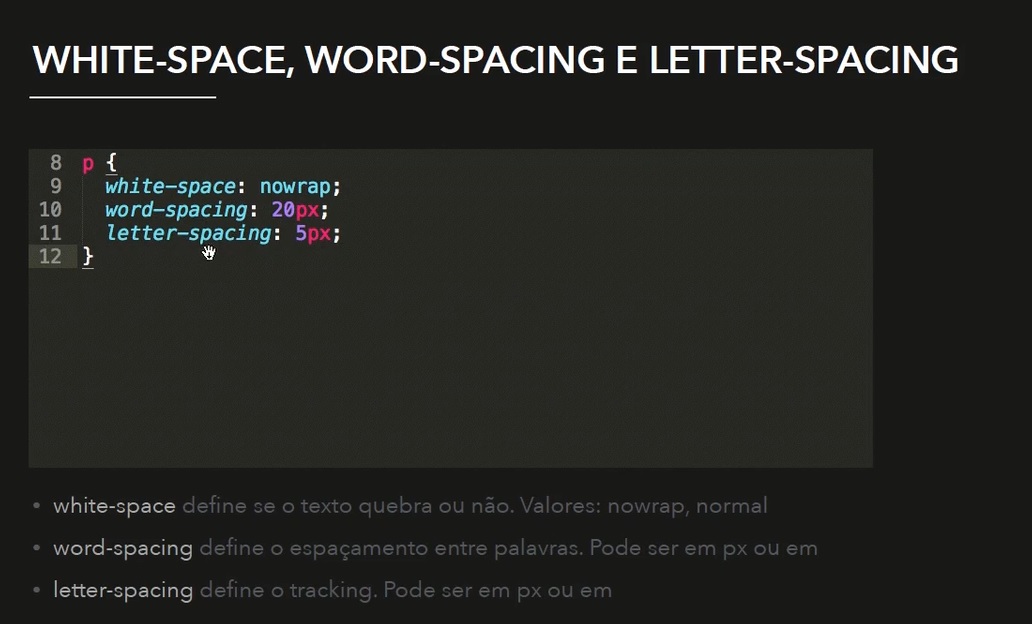 WHITE-SPACE, WORD-SPACING E LETTER-SPACING
8 p {
9 white-space: nowrap;
10 word-spacing: 20px;
11 letter-spacing: 5px;
12 }
• white-space define se o texto quebra ou não. Valores: nowrap, normal
• word-spacing define o espaçamento entre palavras. Pode ser em px ou em
• letter-spacing define o tracking. Pode ser em px ou em